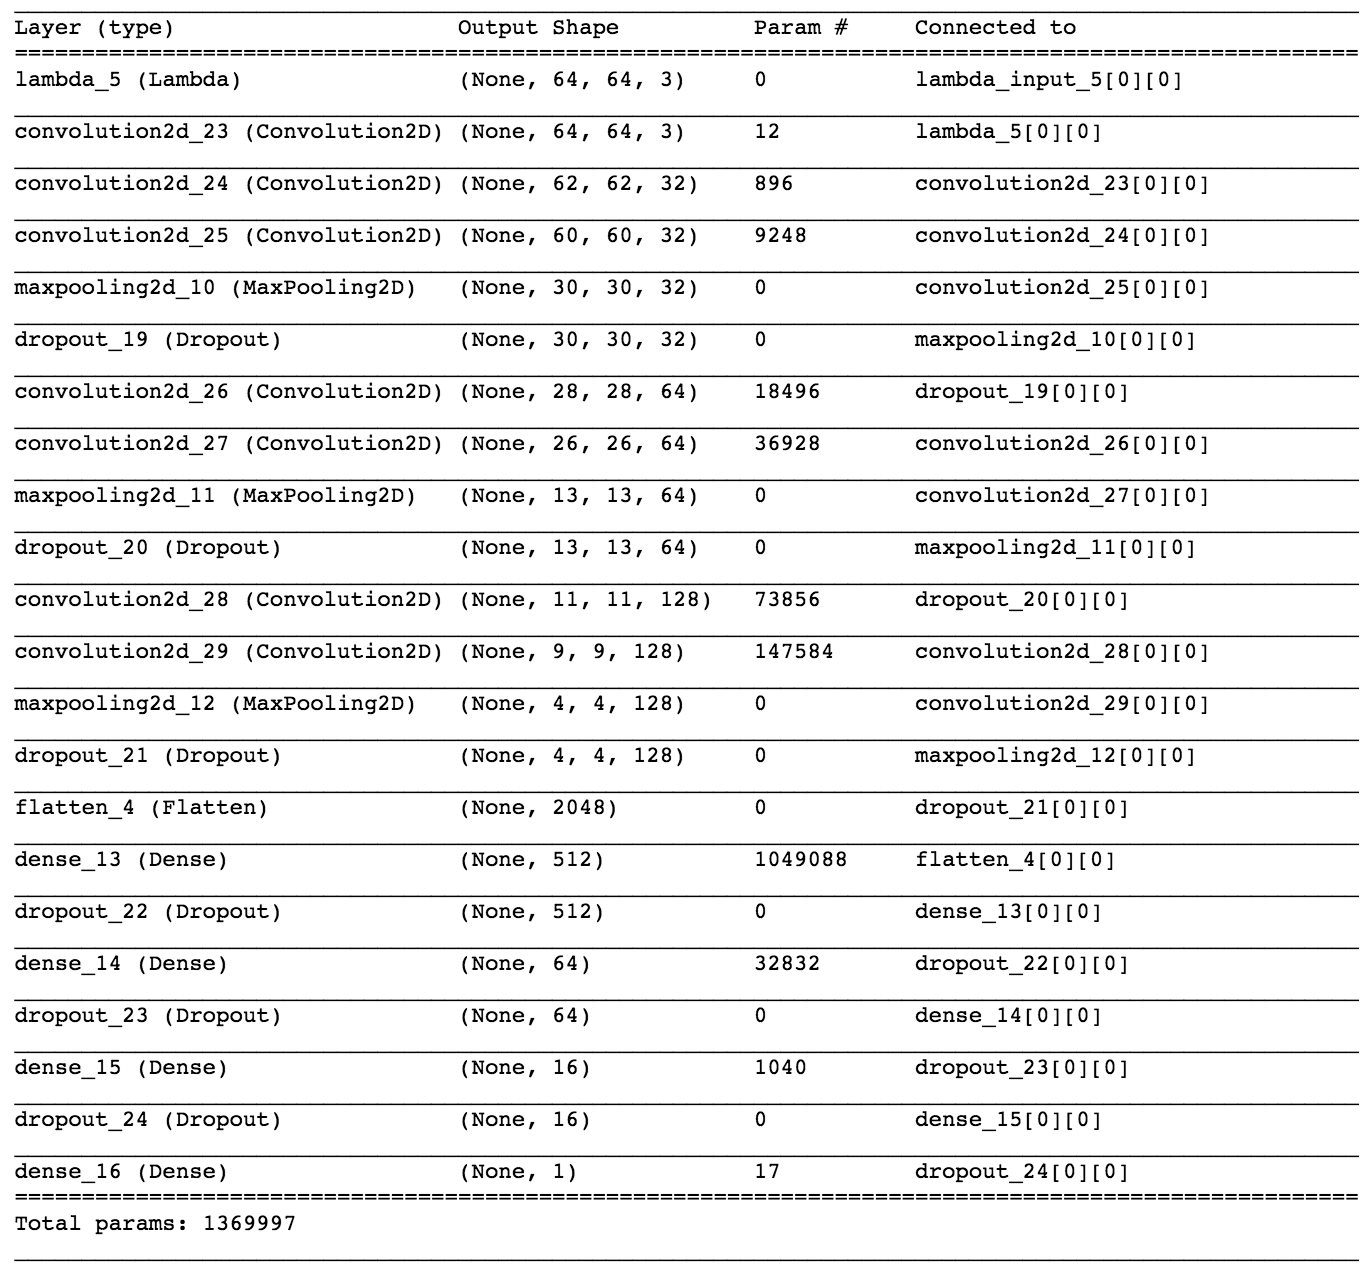 Layer (type) Output Shape Param # Connected to
lambda_5 (Lambda) (None, 64, 64, 3) 0 lambda_input_5[0][0]
convolution2d_23 (Convolution2D) (None, 64, 64, 3) 12 lambda_5[0][0]
convolution2d_24 (Convolution2D) (None, 62, 62, 32) 896 convolution2d_23[0][0]
convolution2d_25 (Convolution2D) (None, 60, 60, 32) 9248 convolution2d_24[0][0]
maxpooling2d_10 (MaxPooling2D) (None, 30, 30, 32) 0 convolution2d_25[0][0]
dropout_19 (Dropout) (None, 30, 30, 32) 0 maxpooling2d_10[0][0]
convolution2d_26 (Convolution2D) (None, 28, 28, 64) 18496 dropout_19[0][0]
convolution2d_27 (Convolution2D) (None, 26, 26, 64) 36928 convolution2d_26[0][0]
maxpooling2d_11 (MaxPooling2D) (None, 13, 13, 64) 0 convolution2d_27[0][0]
dropout_20 (Dropout) (None, 13, 13, 64) 0 maxpooling2d_11[0][0]
convolution2d_28 (Convolution2D) (None, 11, 11, 128) 73856 dropout_20[0][0]
convolution2d_29 (Convolution2D) (None, 9, 9, 128) 147584 convolution2d_28[0][0]
maxpooling2d_12 (MaxPooling2D) (None, 4, 4, 128) 0 convolution2d_29[0][0]
dropout_21 (Dropout) (None, 4, 4, 128) 0 maxpooling2d_12[0][0]
flatten_4 (Flatten) (None, 2048) 0 dropout_21[0][0]
dense_13 (Dense) (None, 512) 1049088 flatten_4[0][0]
dropout_22 (Dropout) (None, 512) 0 dense_13[0][0]
dense_14 (Dense) (None, 64) 32832 dropout_22[0][0]
dropout_23 (Dropout) (None, 64) 0 dense_14[0][0]
dense_15 (Dense) (None, 16) 1040 dropout_23[0][0]
dropout_24 (Dropout) (None, 16) 0 dense_15[0][0]
dense_16 (Dense) (None, 1) 17 dropout_24[0][0]
Total params: 1369997